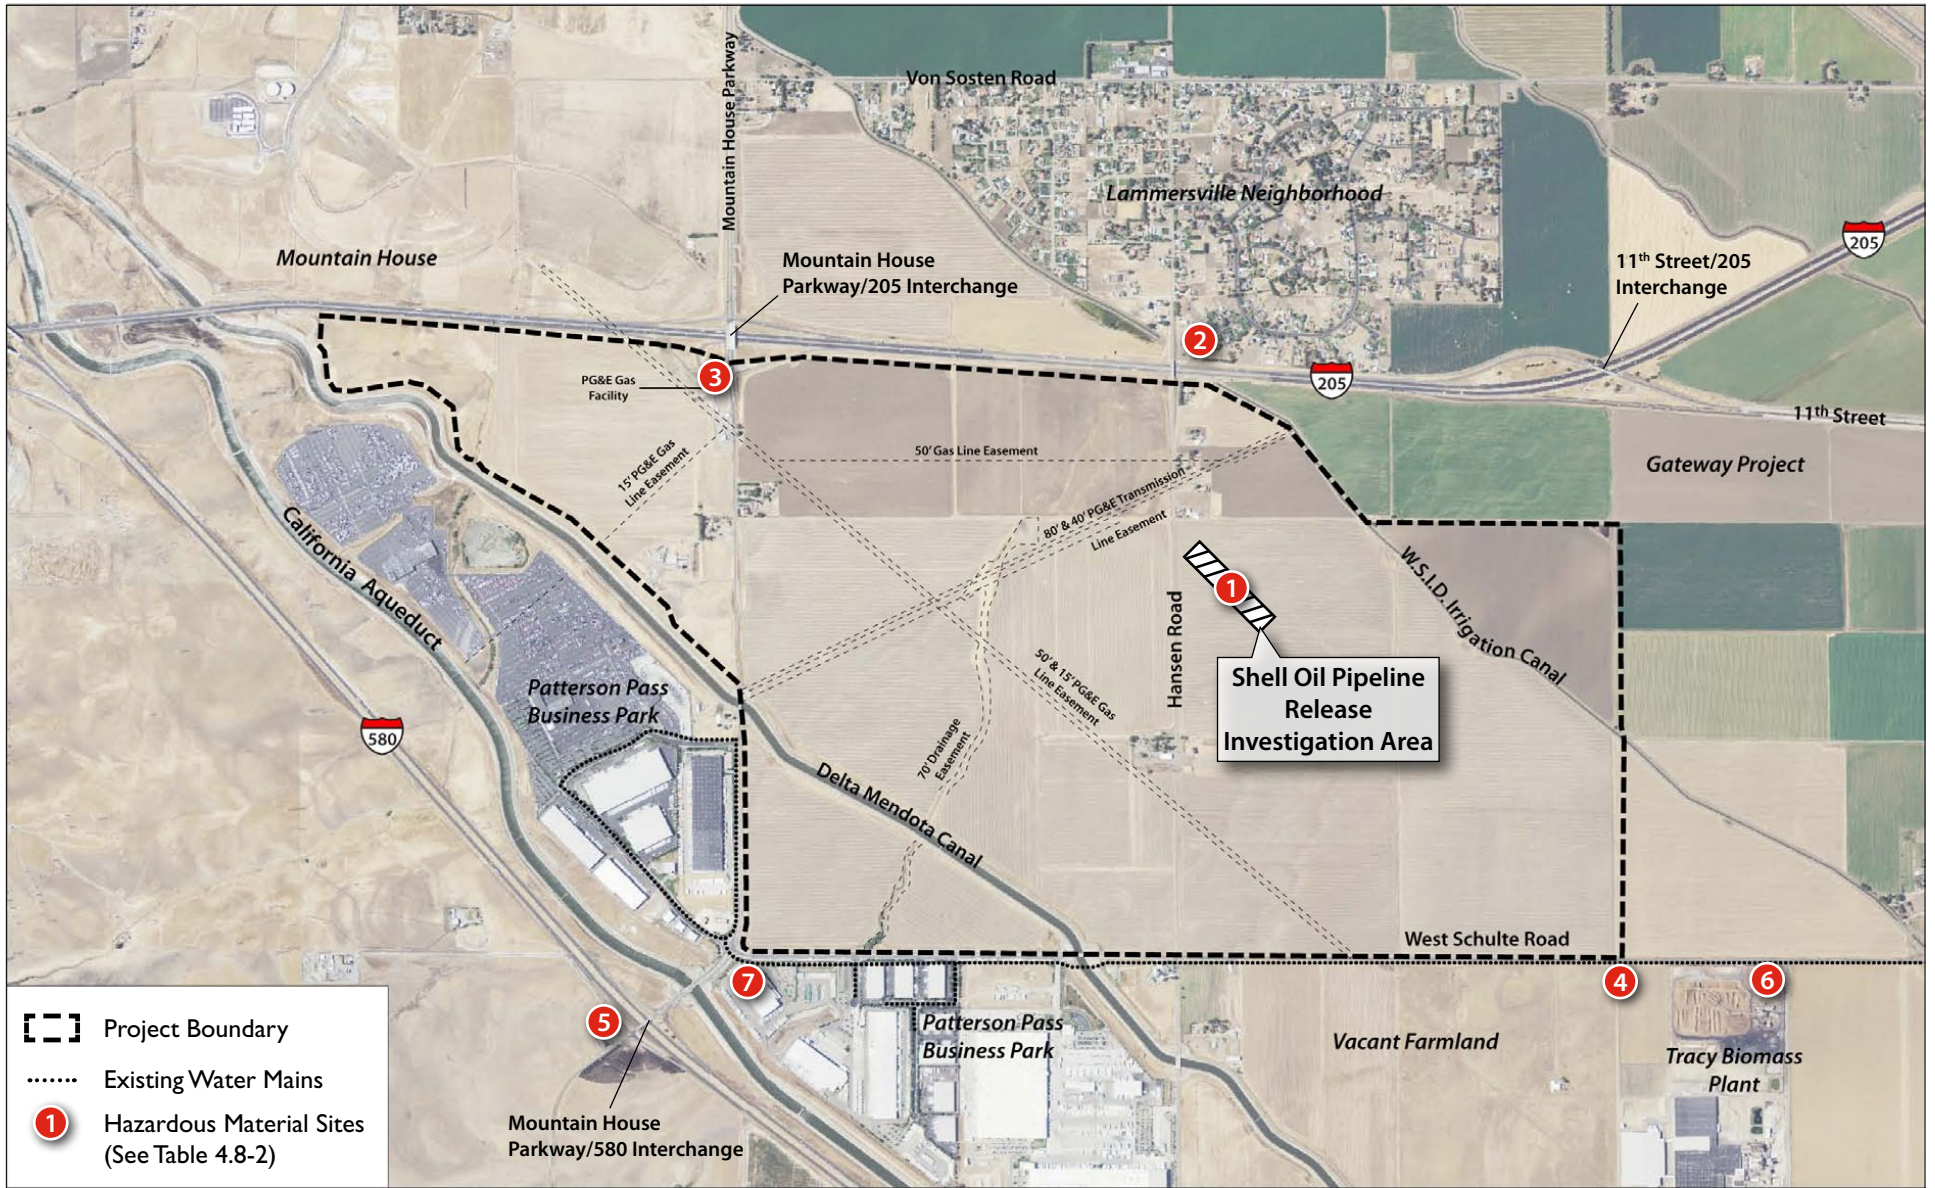 Von Sosten Road
Mountain House Parkway
Lammersville Neighborhood
205
Mountain House
Mountain House
Parkway/205 Interchange
11th Street/205
Interchange
2
3
PG&E Gas
Facility
205
11th Street
50' Gas Line Easement
Gateway Project
15' PG&E Gas
Line Easement
80' & 40' PG&E Transmission
Line Easement
California Aqueduct
1
W.S.I.D. Irrigation Canal
Hansen Road
50' & 15' PG&E Gas
Line Easement
Shell Oil Pipeline
Release
Investigation Area
Patterson Pass
Business Park
580
70' Drainage
Easement
Delta Mendota Canal
West Schulte Road
7
4
6
5
Patterson Pass
Business Park
Vacant Farmland
Tracy Biomass
Plant
Mountain House
Parkway/580 Interchange
Project Boundary
Existing Water Mains
1
Hazardous Material Sites
(See Table 4.8-2)